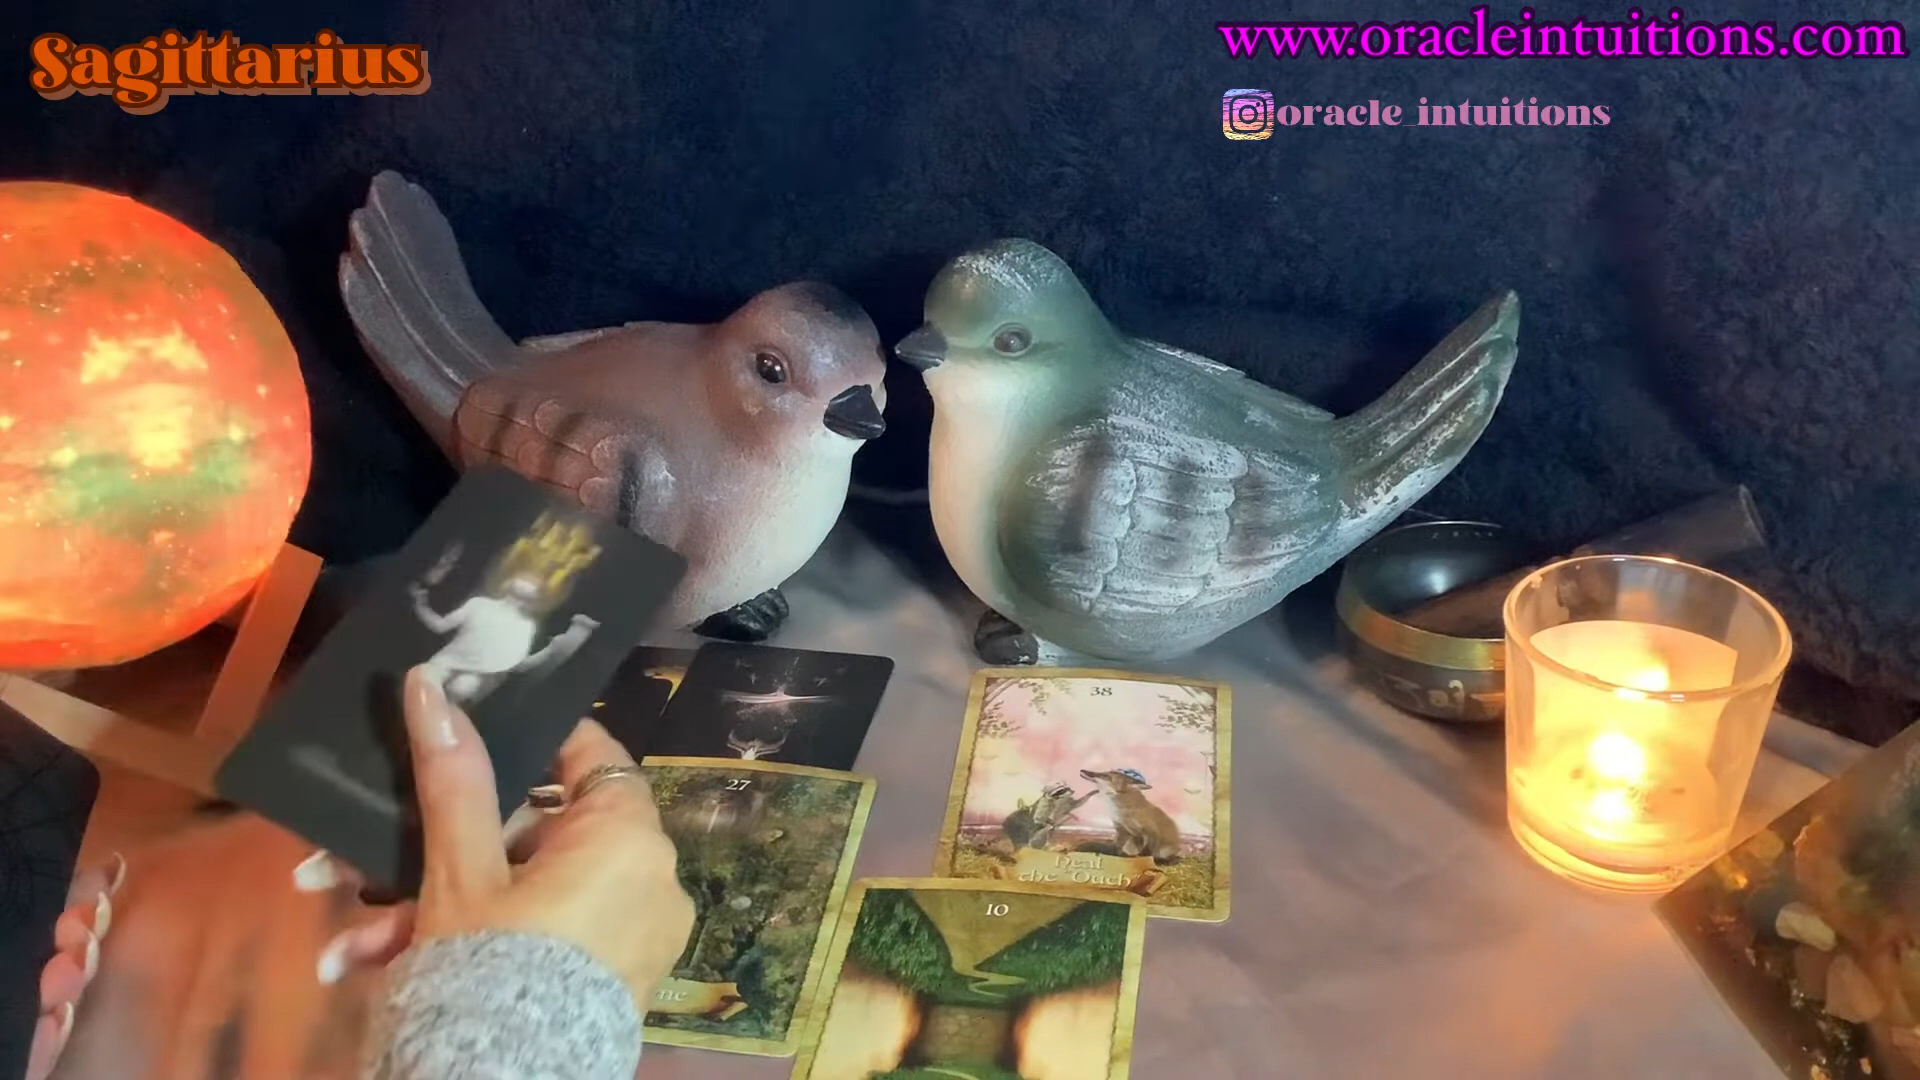 Sagittarius
www.oracleintuitions.com
oracle_intuitions
38
Heal
the "Ouch"
27
10